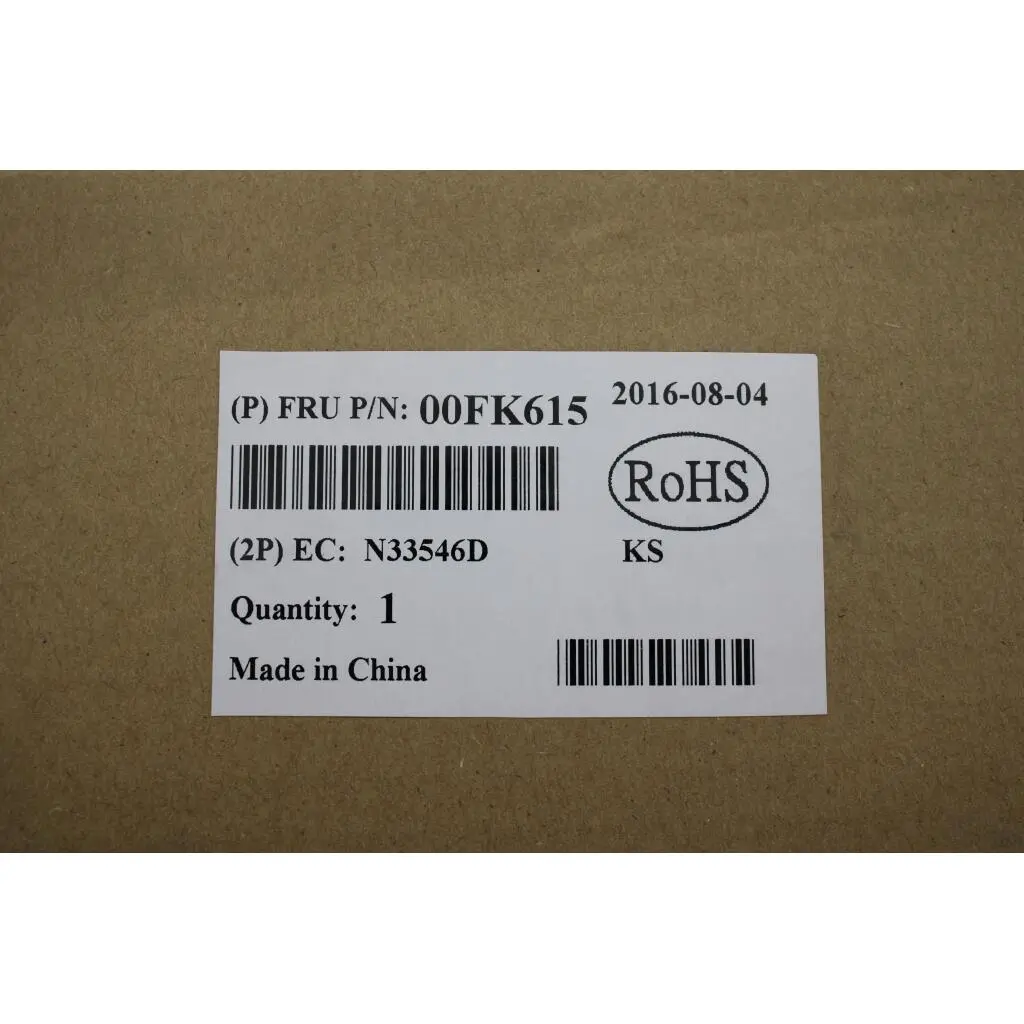 (P) FRU P/N: 00FK615
2016-08-04
RoHS
(2P) EC: N33546D
KS
Quantity: 1
Made in China